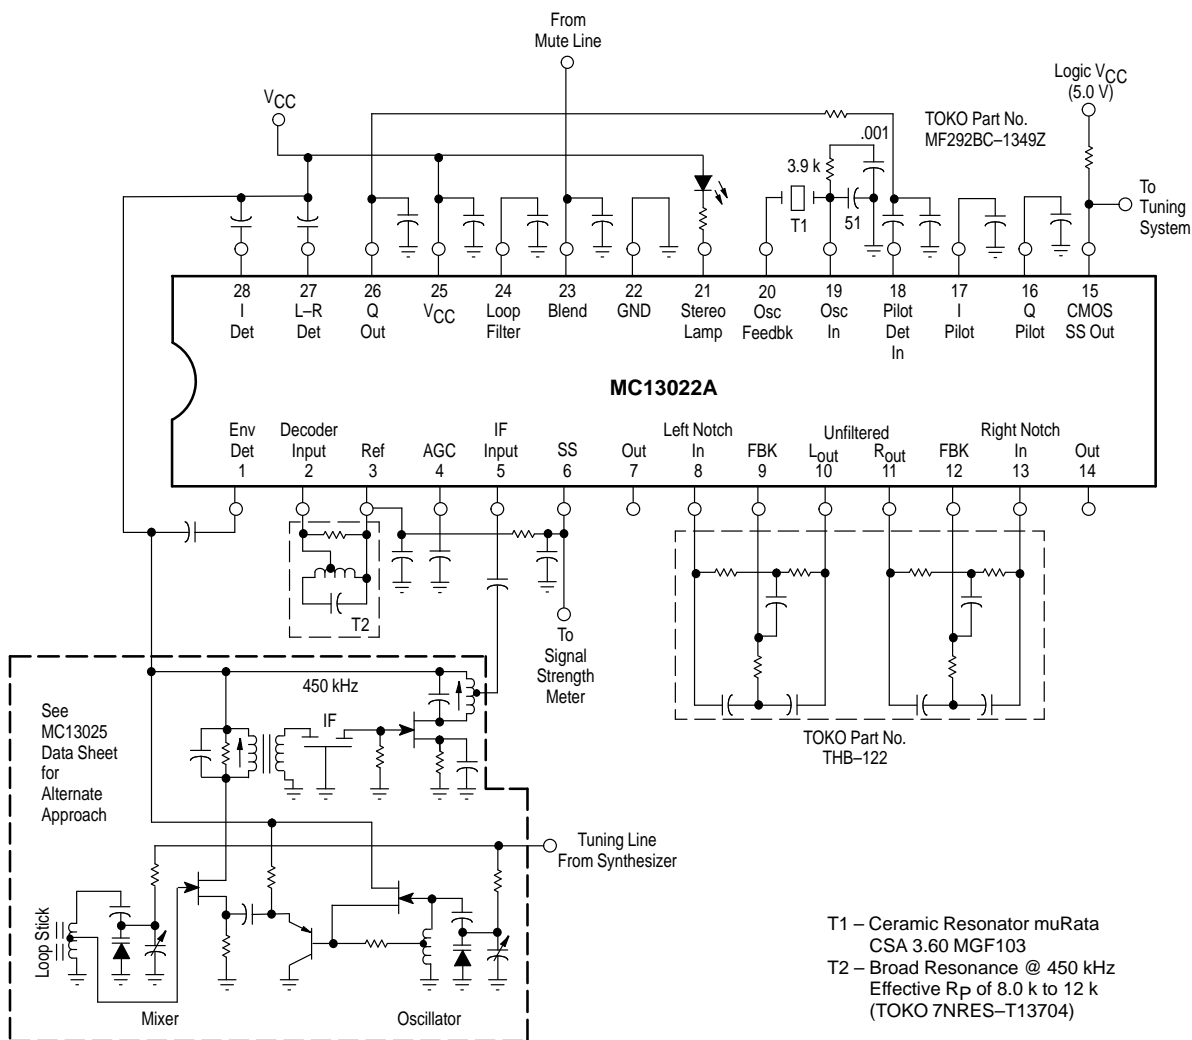 From
Mute Line
Logic VCC
(5.0 V)
VCC
TOKO Part No.
MF292BC–1349Z
.001
3.9 k
To
Tuning
System
T1
51
28
I
Det
27
L–R
Det
26
Q
Out
25
VCC
24
Loop
Filter
23
Blend
22
GND
21
Stereo
Lamp
20
Osc
Feedbk
19
Osc
In
18
Pilot
Det
In
17
I
Pilot
16
Q
Pilot
15
CMOS
SS Out
MC13022A
Env
Det
1
Decoder
Input
2
Ref
3
AGC
4
IF
Input
5
SS
6
Out
7
Left Notch
In
8
FBK
9
Unfiltered
Lout
10
Rout
11
FBK
12
Right Notch
In
13
Out
14
T2
To
Signal
Strength
Meter
TOKO Part No.
THB–122
450 kHz
See
MC13025
Data Sheet
for
Alternate
Approach
IF
Tuning Line
From Synthesizer
Loop Stick
Mixer
Oscillator
T1 – Ceramic Resonator muRata
CSA 3.60 MGF103
T2 – Broad Resonance @ 450 kHz
Effective RP of 8.0 k to 12 k
(TOKO 7NRES–T13704)